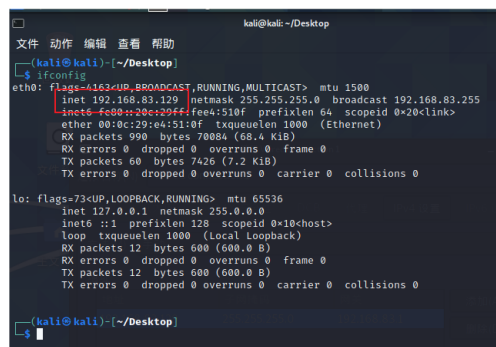 kali@kali: ~/Desktop
文件 动作 编辑 查看 帮助
(kali㉿kali)-[~/Desktop]
$ ifconfig
eth0: flags=4163<UP,BROADCAST,RUNNING,MULTICAST>  mtu 1500
inet 192.168.83.129  netmask 255.255.255.0  broadcast 192.168.83.255
inet6 fe80::20c:29ff:fee4:510f  prefixlen 64  scopeid 0×20<link>
ether 00:0c:29:e4:51:0f  txqueuelen 1000  (Ethernet)
RX packets 990  bytes 70084 (68.4 KiB)
RX errors 0  dropped 0  overruns 0  frame 0
TX packets 60  bytes 7426 (7.2 KiB)
TX errors 0  dropped 0 overruns 0  carrier 0  collisions 0
lo: flags=73<UP,LOOPBACK,RUNNING>  mtu 65536
inet 127.0.0.1  netmask 255.0.0.0
inet6 ::1  prefixlen 128  scopeid 0×10<host>
loop  txqueuelen 1000  (Local Loopback)
RX packets 12  bytes 600 (600.0 B)
RX errors 0  dropped 0  overruns 0  frame 0
TX packets 12  bytes 600 (600.0 B)
TX errors 0  dropped 0 overruns 0  carrier 0  collisions 0
(kali㉿kali)-[~/Desktop]
$